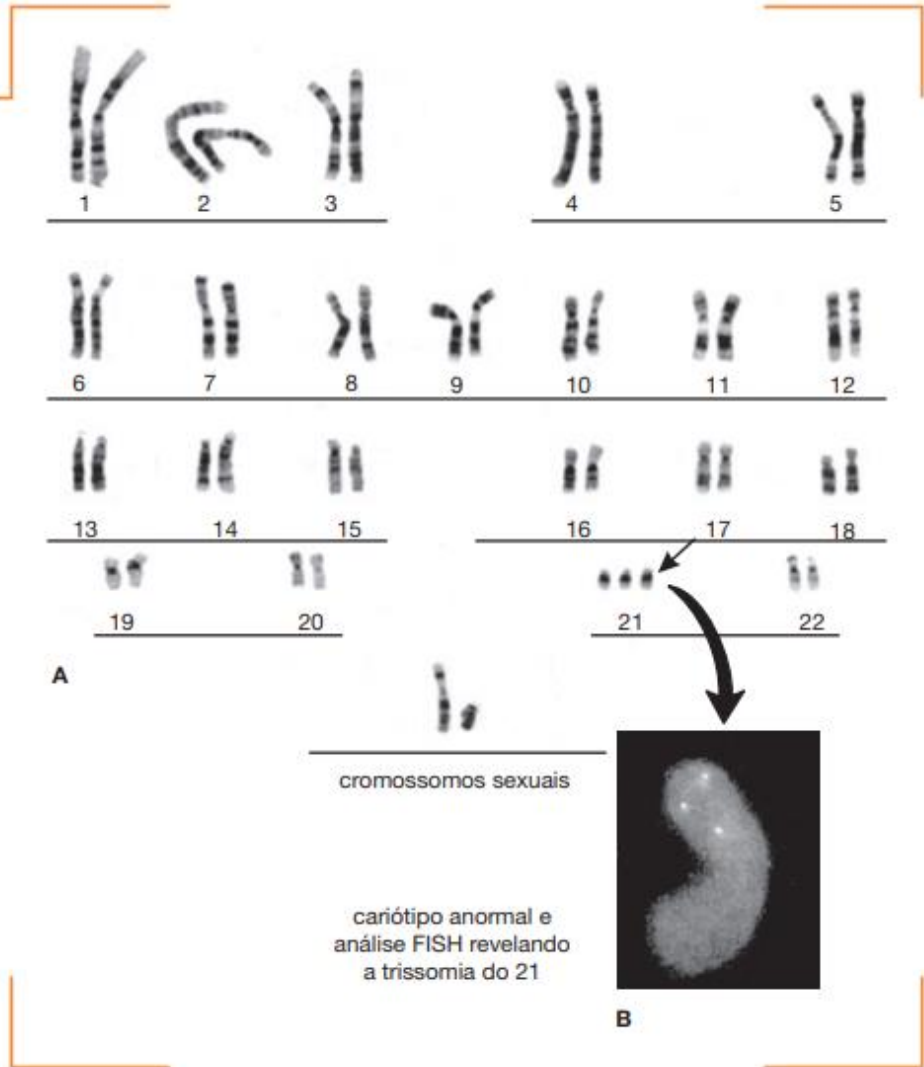 1 2 3 4 5
6 7 8 9 10 11 12
13 14 15 16 17 18
19 20 21 22
A
cromossomos sexuais
cariótipo anormal e
análise FISH revelando
a trissomia do 21
B